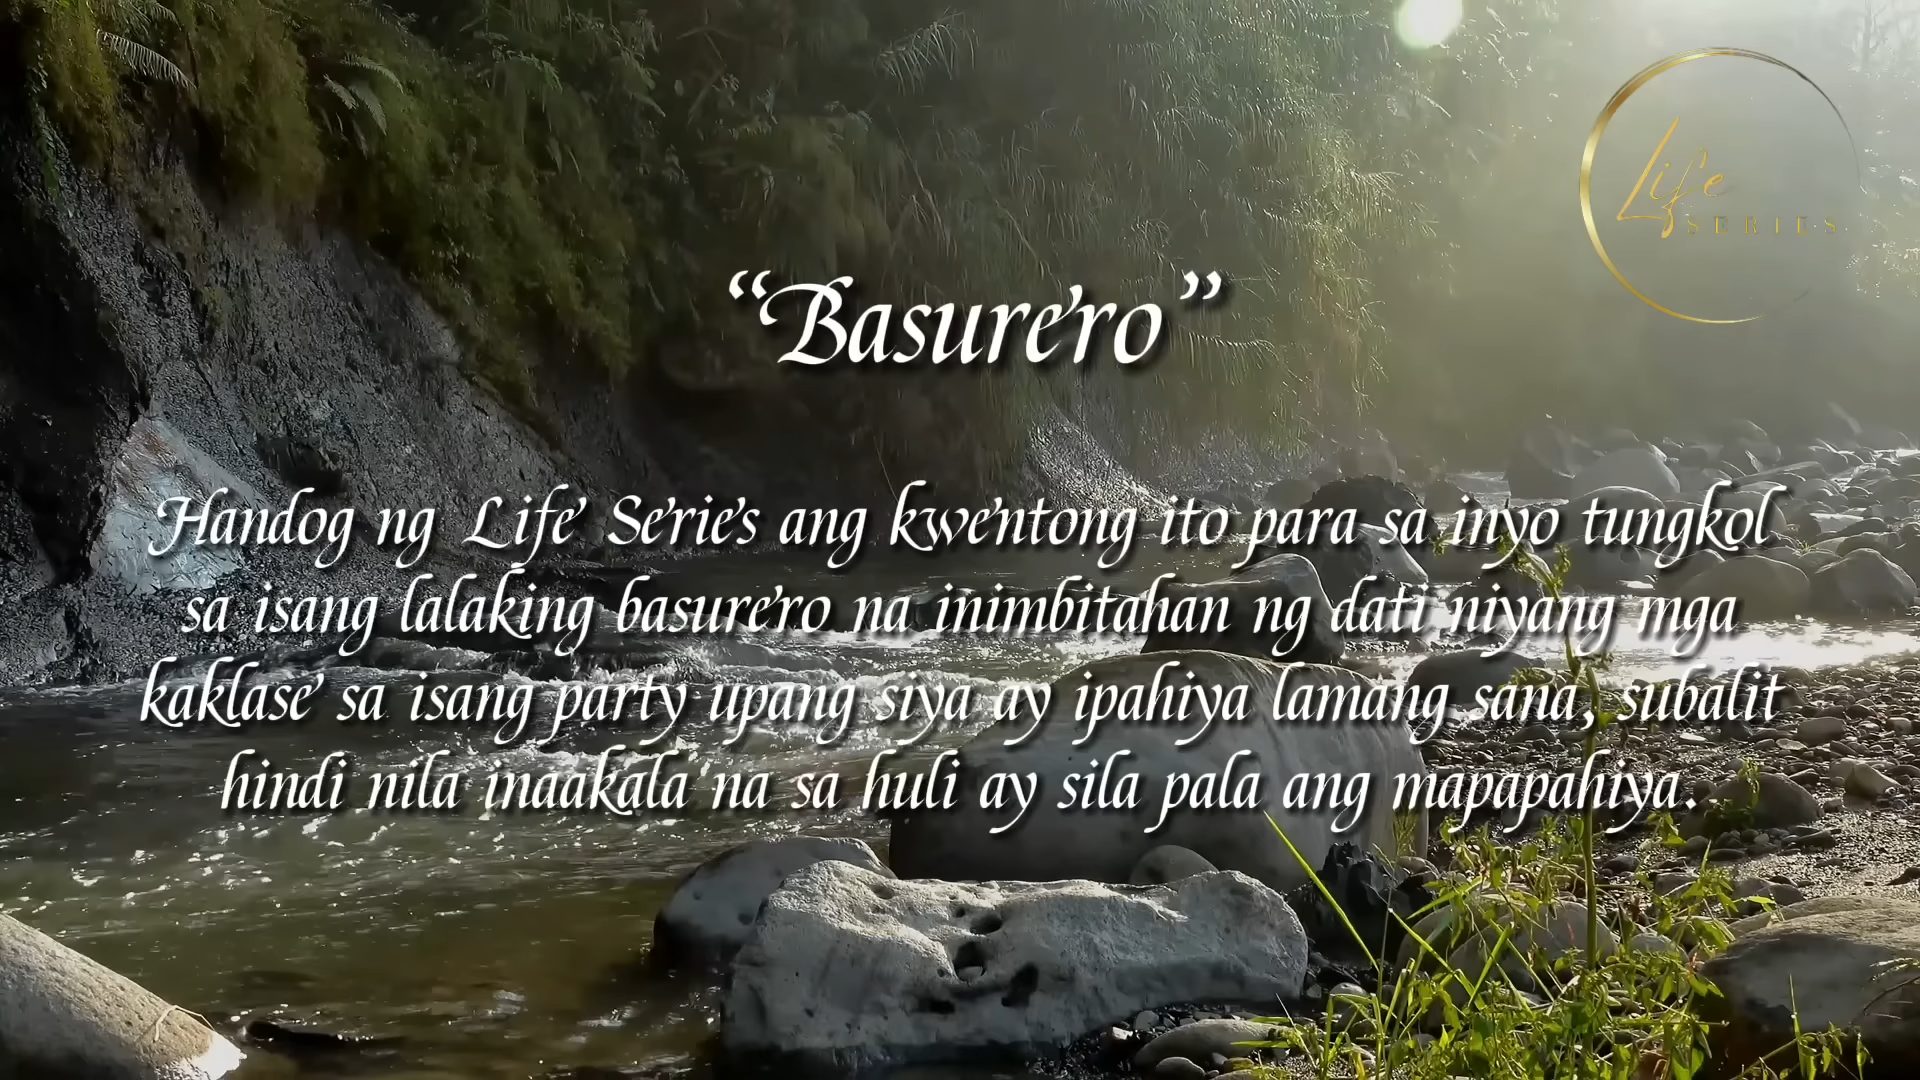 Life
SERIES
“Basurero”
Handog ng Life Series ang kwentong ito para sa inyo tungkol
sa isang lalaking basurero na inimbitahan ng dati niyang mga
kaklase sa isang party upang siya ay ipahiya lamang sana, subalit
hindi nila inaakala na sa huli ay sila pala ang mapapahiya.